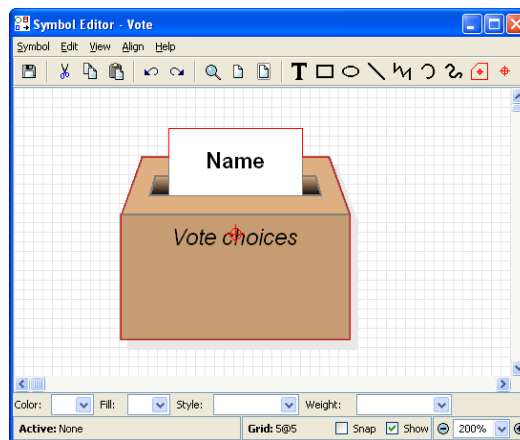 Symbol Editor - Vote
Symbol Edit View Align Help
T
Name
Vote choices
Color: Fill: Style: Weight:
Active: None Grid: 5@5 Snap Show 200%